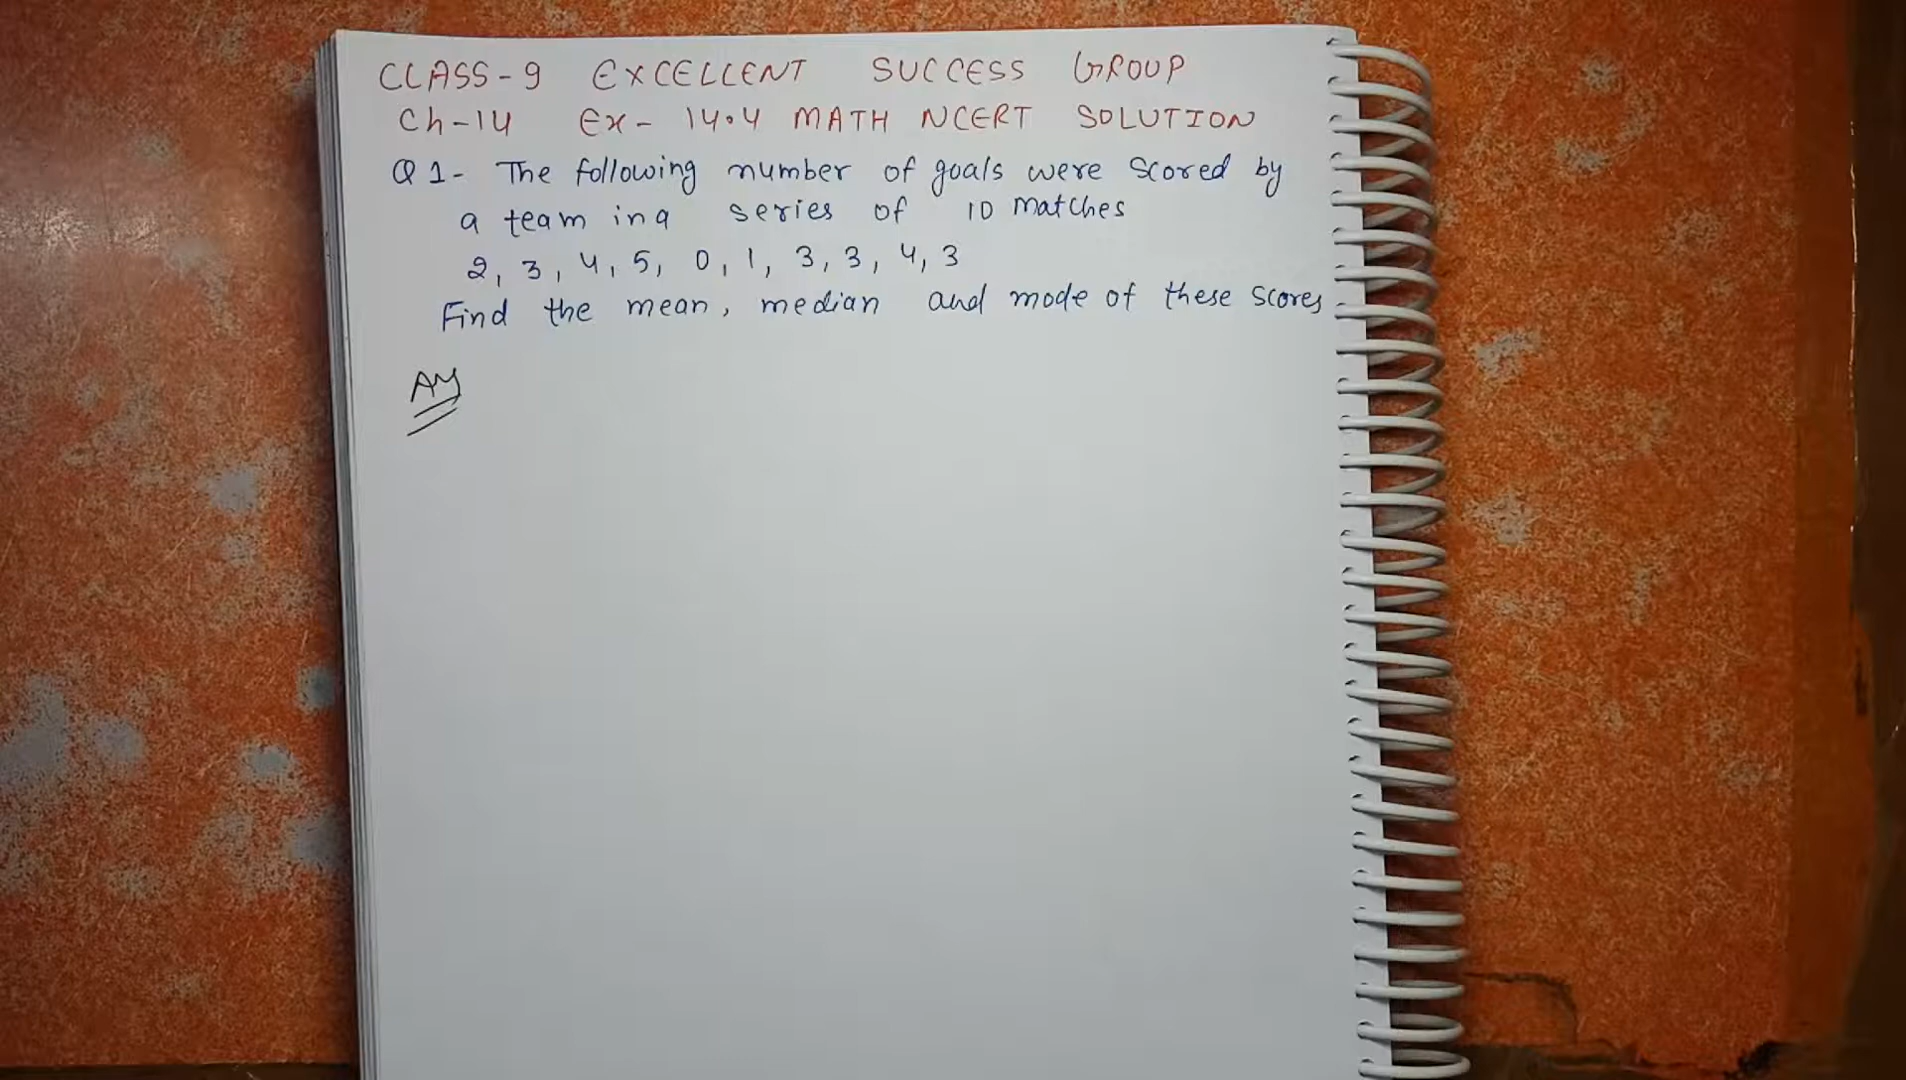 CLASS-9 EXCELLENT SUCCESS GROUP
Ch-14 Ex- 14.4 MATH NCERT SOLUTION
Q 1- The following number of goals were scored by
a team in a series of 10 matches
2, 3, 4, 5, 0, 1, 3, 3, 4, 3
Find the mean, median and mode of these scores